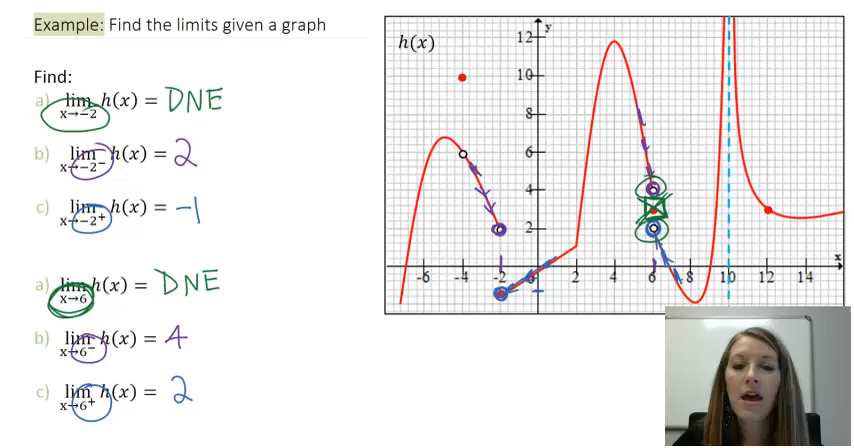 Example: Find the limits given a graph
Find:
a) lim x→−2 h(x) = DNE
b) lim x→−2⁻ h(x) = 2
c) lim x→−2⁺ h(x) = −1
a) lim x→6 h(x) = DNE
b) lim x→6⁻ h(x) = 4
c) lim x→6⁺ h(x) = 2
h(x)
y
12
10
8
6
4
2
-6 -4 -2 0 2 4 6 8 10 12 14 x